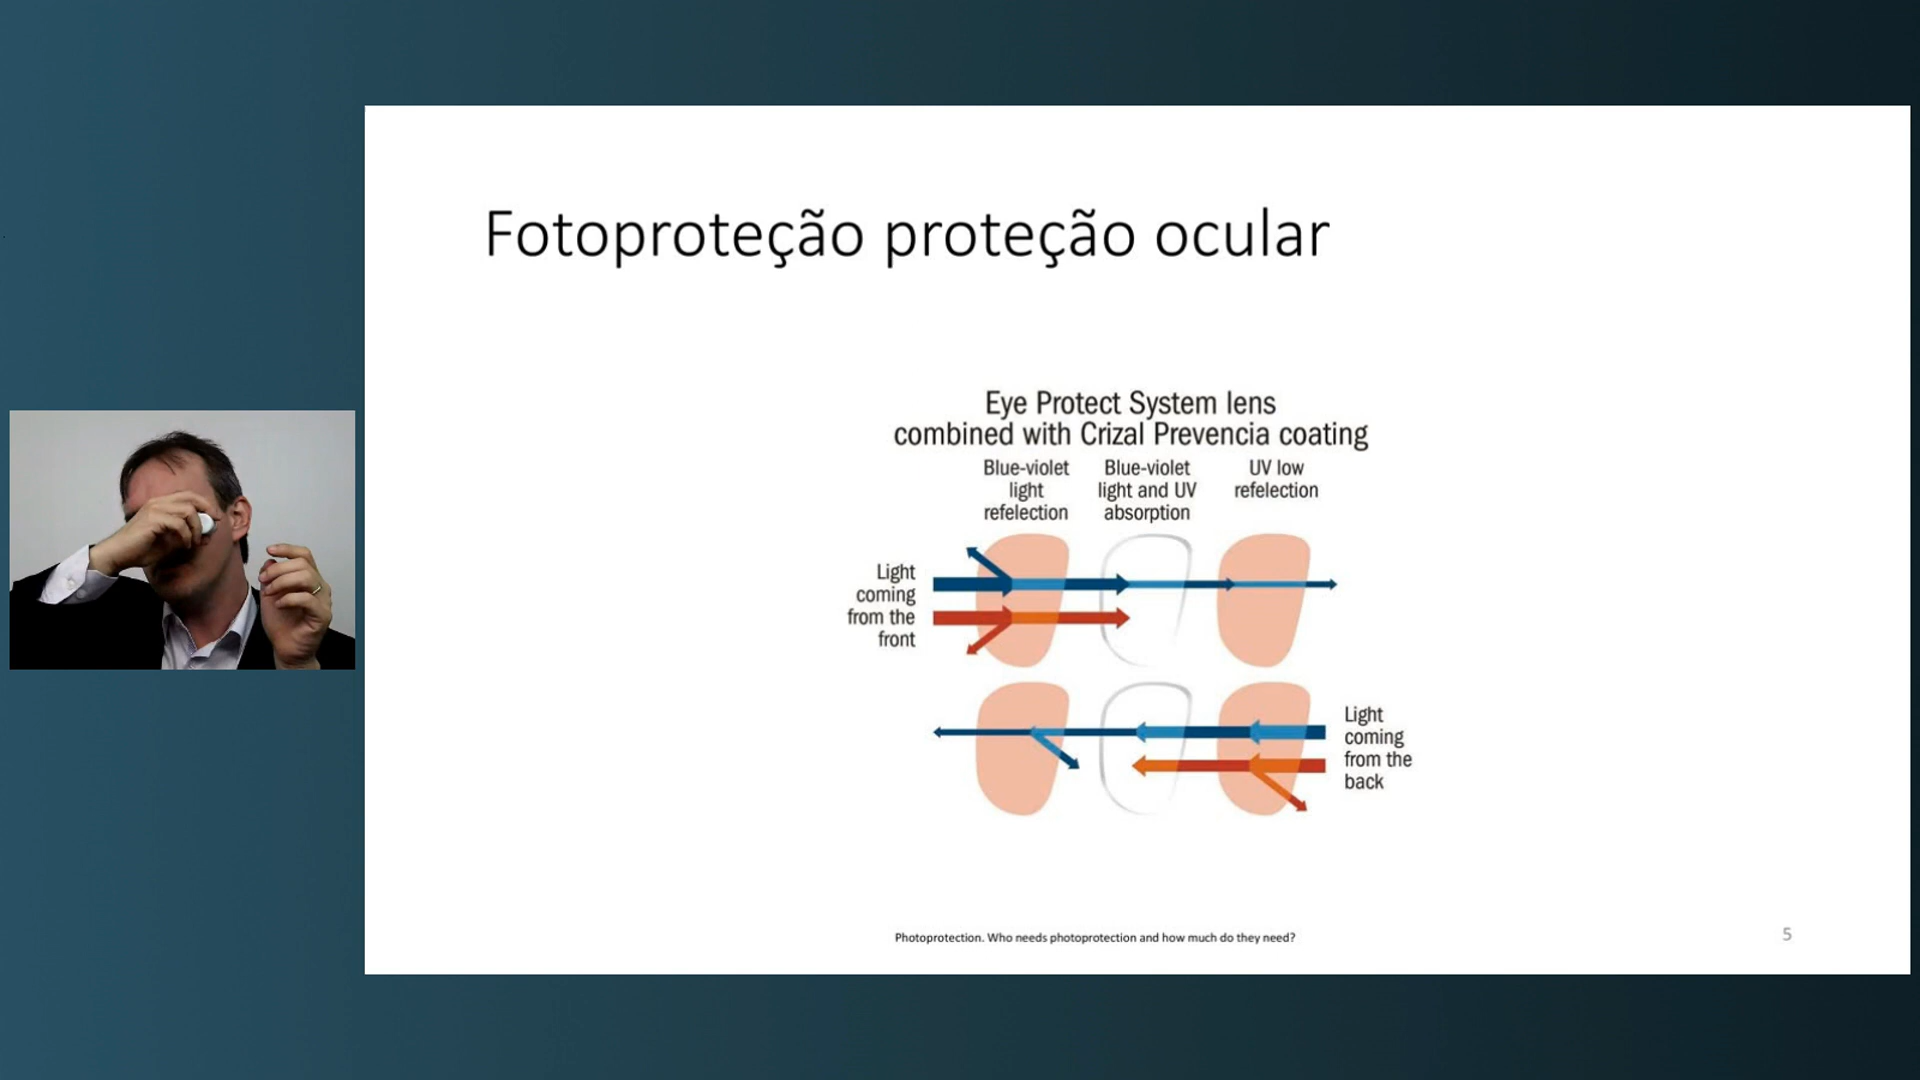 Fotoproteção proteção ocular
Eye Protect System lens
combined with Crizal Prevencia coating
Blue-violet
light
refelection
Blue-violet
light and UV
absorption
UV low
refelection
Light
coming
from the
front
Light
coming
from the
back
Photoprotection. Who needs photoprotection and how much do they need?
5